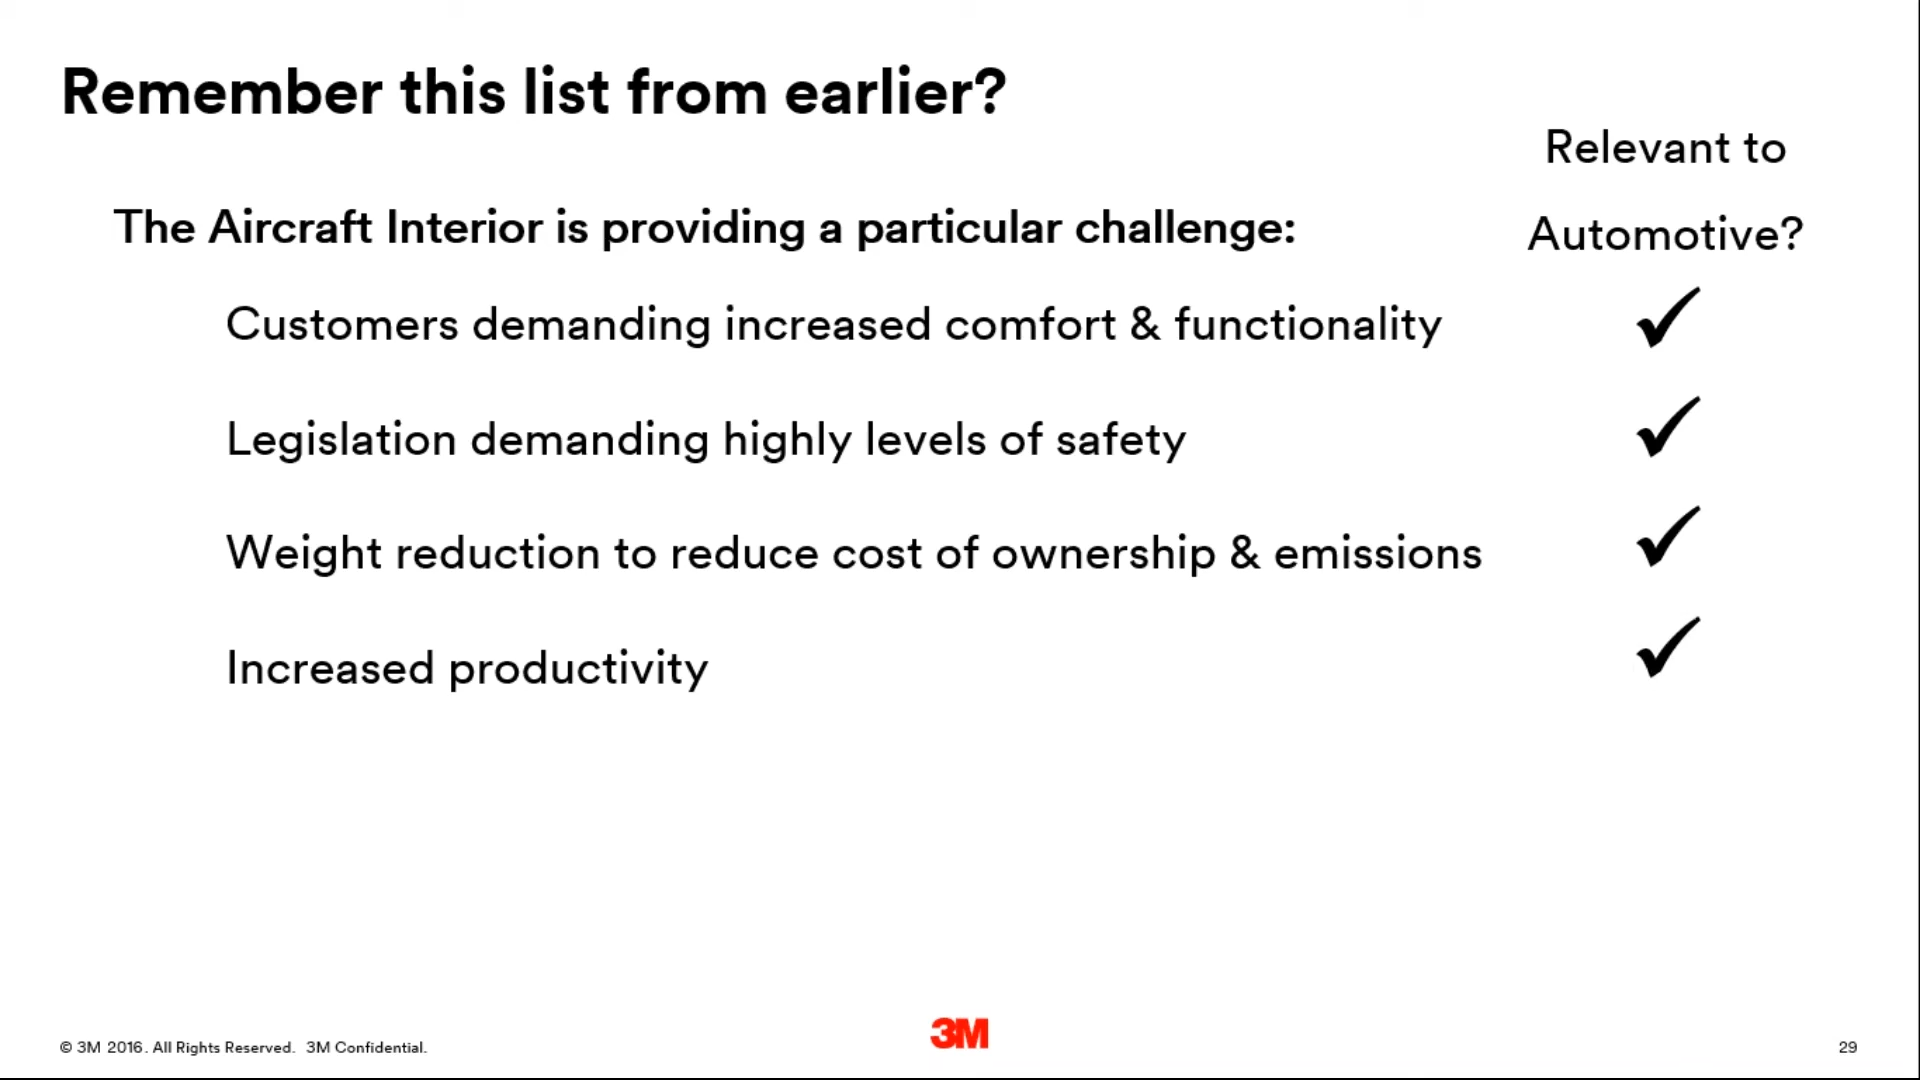 Remember this list from earlier?
Relevant to
Automotive?
The Aircraft Interior is providing a particular challenge:
Customers demanding increased comfort & functionality ✓
Legislation demanding highly levels of safety ✓
Weight reduction to reduce cost of ownership & emissions ✓
Increased productivity ✓
© 3M 2016. All Rights Reserved. 3M Confidential.
3M
29